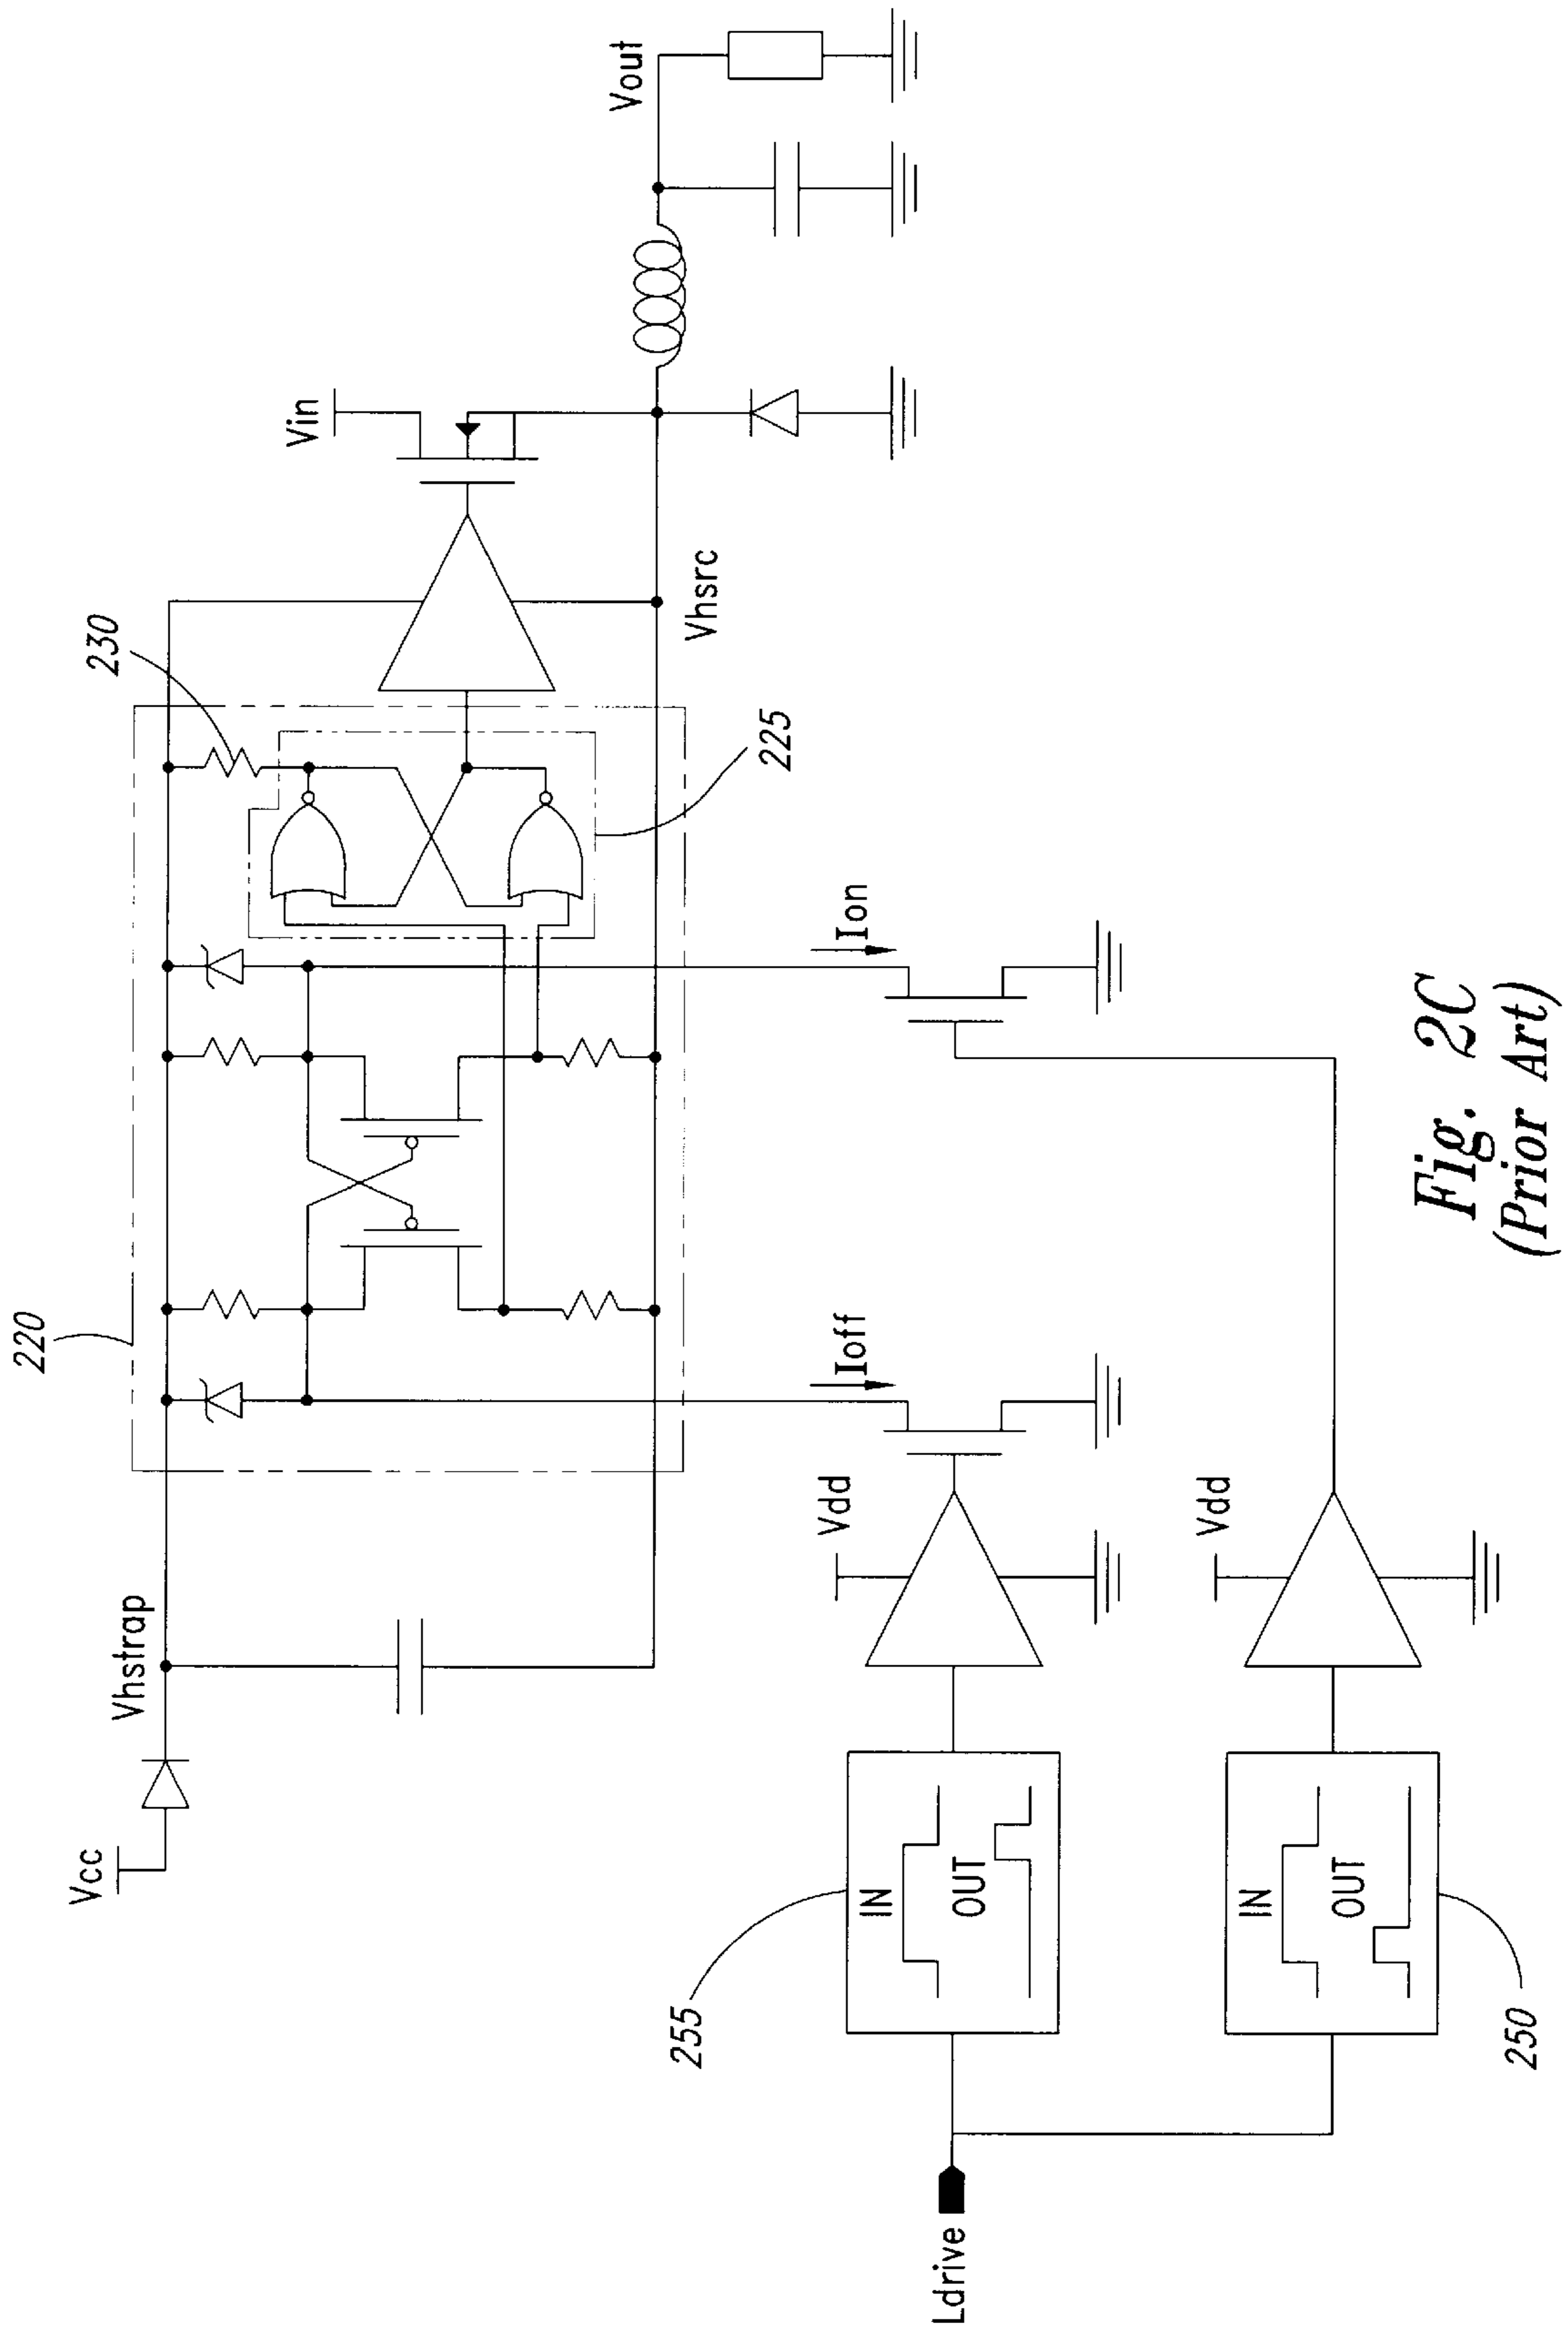 Vcc
Vhstrap
220
230
Vin
Vout
225
Vhsrc
Ioff
Ion
Vdd
255
IN
OUT
Ldrive
Vdd
IN
OUT
250
Fig. 2C
(Prior Art)